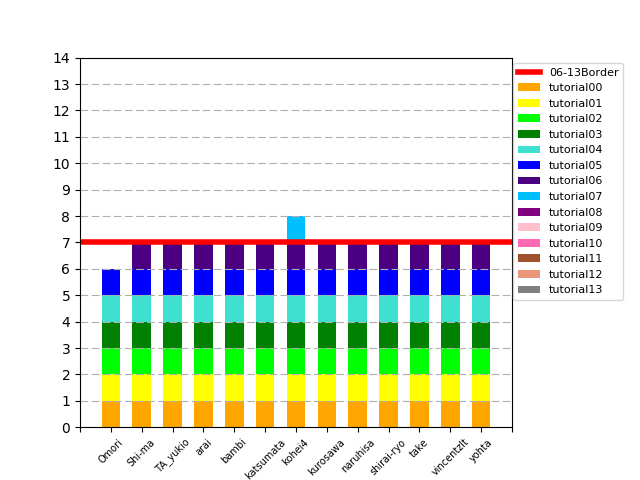 14
13
12
11
10
9
8
7
6
5
4
3
2
1
0
Omori
Shi-ma
TA_yukio
arai
bambi
katsumata
kohei4
kurosawa
naruhisa
shirai-ryo
take
vincentzlt
yohta
06-13Border
tutorial00
tutorial01
tutorial02
tutorial03
tutorial04
tutorial05
tutorial06
tutorial07
tutorial08
tutorial09
tutorial10
tutorial11
tutorial12
tutorial13